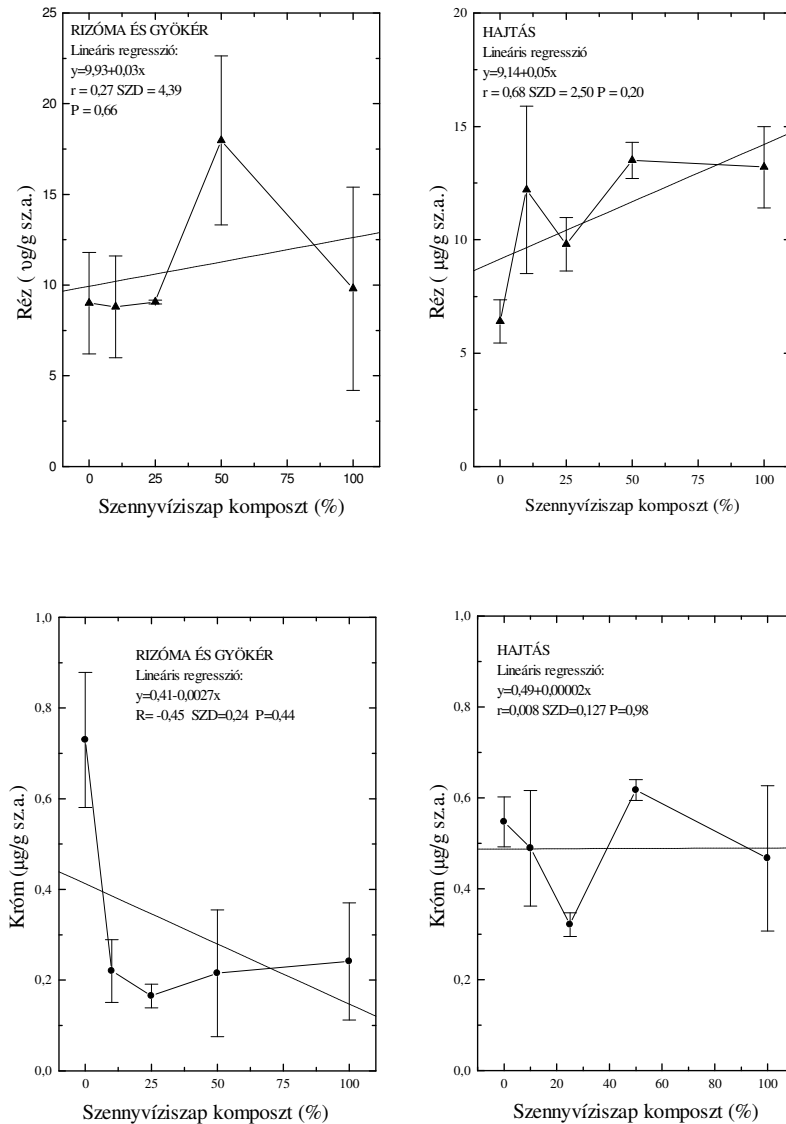 RIZÓMA ÉS GYÖKÉR
Lineáris regresszió:
y=9,93+0,03x
r = 0,27 SZD = 4,39
P = 0,66
25
20
15
10
5
0
Réz ( υg/g sz.a.)
0 25 50 75 100
Szennyvíziszap komposzt (%)
HAJTÁS
Lineáris regresszió
y=9,14+0,05x
r = 0,68 SZD = 2,50 P = 0,20
20
15
10
5
0
Réz ( µg/g sz.a.)
0 25 50 75 100
Szennyvíziszap komposzt (%)
RIZÓMA ÉS GYÖKÉR
Lineáris regresszió:
y=0,41-0,0027x
R= -0,45 SZD=0,24 P=0,44
1,0
0,8
0,6
0,4
0,2
0,0
Króm (µg/g sz.a.)
0 25 50 75 100
Szennyvíziszap komposzt (%)
HAJTÁS
Lineáris regresszió:
y=0,49+0,00002x
r=0,008 SZD=0,127 P=0,98
1,0
0,8
0,6
0,4
0,2
0,0
Króm (µg/g sz.a.)
0 20 40 60 80 100
Szennyvíziszap komposzt (%)